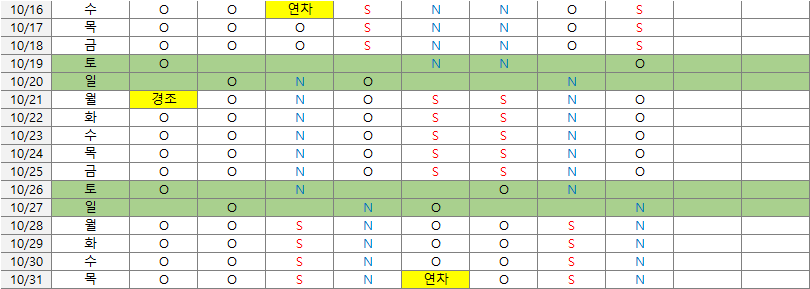 10/16 수 O O 연차 S N N O S
10/17 목 O O O S N N O S
10/18 금 O O O S N N O S
10/19 토 O N N O
10/20 일 O N O N
10/21 월 경조 O N O S S N O
10/22 화 O O N O S S N O
10/23 수 O O N O S S N O
10/24 목 O O N O S S N O
10/25 금 O O N O S S N O
10/26 토 O N O N
10/27 일 O N O N
10/28 월 O O S N O O S N
10/29 화 O O S N O O S N
10/30 수 O O S N O O S N
10/31 목 O O S N 연차 O S N